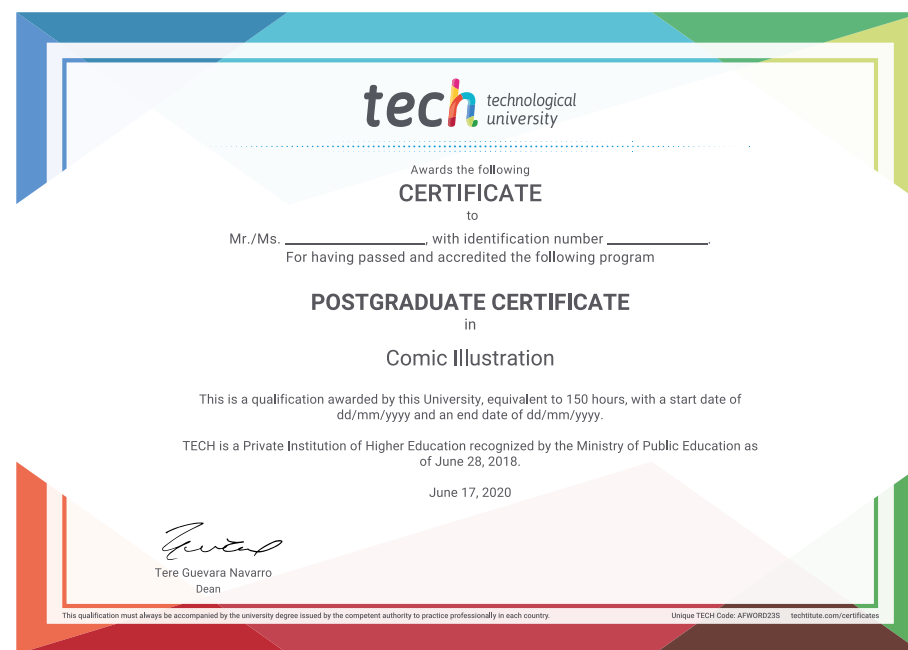 tech technological
university
Awards the following
CERTIFICATE
to
Mr./Ms. ____________________, with identification number ______________.
For having passed and accredited the following program
POSTGRADUATE CERTIFICATE
in
Comic Illustration
This is a qualification awarded by this University, equivalent to 150 hours, with a start date of
dd/mm/yyyy and an end date of dd/mm/yyyy.
TECH is a Private Institution of Higher Education recognized by the Ministry of Public Education as
of June 28, 2018.
June 17, 2020
Tere Guevara Navarro
Dean
This qualification must always be accompanied by the university degree issued by the competent authority to practice professionally in each country. Unique TECH Code: AFWORD23S techtitute.com/certificates